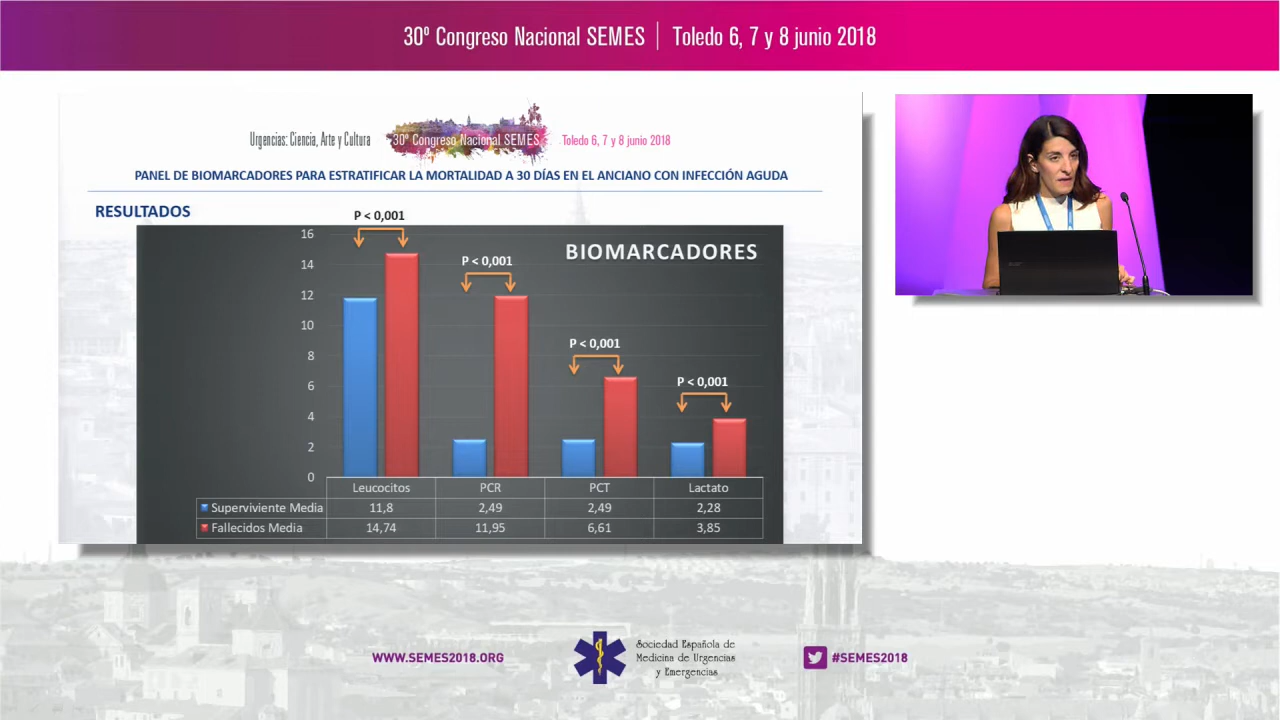 30º Congreso Nacional SEMES | Toledo 6, 7 y 8 junio 2018
Urgencias: Ciencia, Arte y Cultura
30º Congreso Nacional SEMES
Toledo 6, 7 y 8 junio 2018
PANEL DE BIOMARCADORES PARA ESTRATIFICAR LA MORTALIDAD A 30 DÍAS EN EL ANCIANO CON INFECCIÓN AGUDA
RESULTADOS
BIOMARCADORES
P < 0,001
P < 0,001
P < 0,001
P < 0,001
16
14
12
10
8
6
4
2
0
Leucocitos PCR PCT Lactato
Superviviente Media 11,8 2,49 2,49 2,28
Fallecidos Media 14,74 11,95 6,61 3,85
WWW.SEMES2018.ORG
Sociedad Española de
Medicina de Urgencias
y Emergencias
#SEMES2018